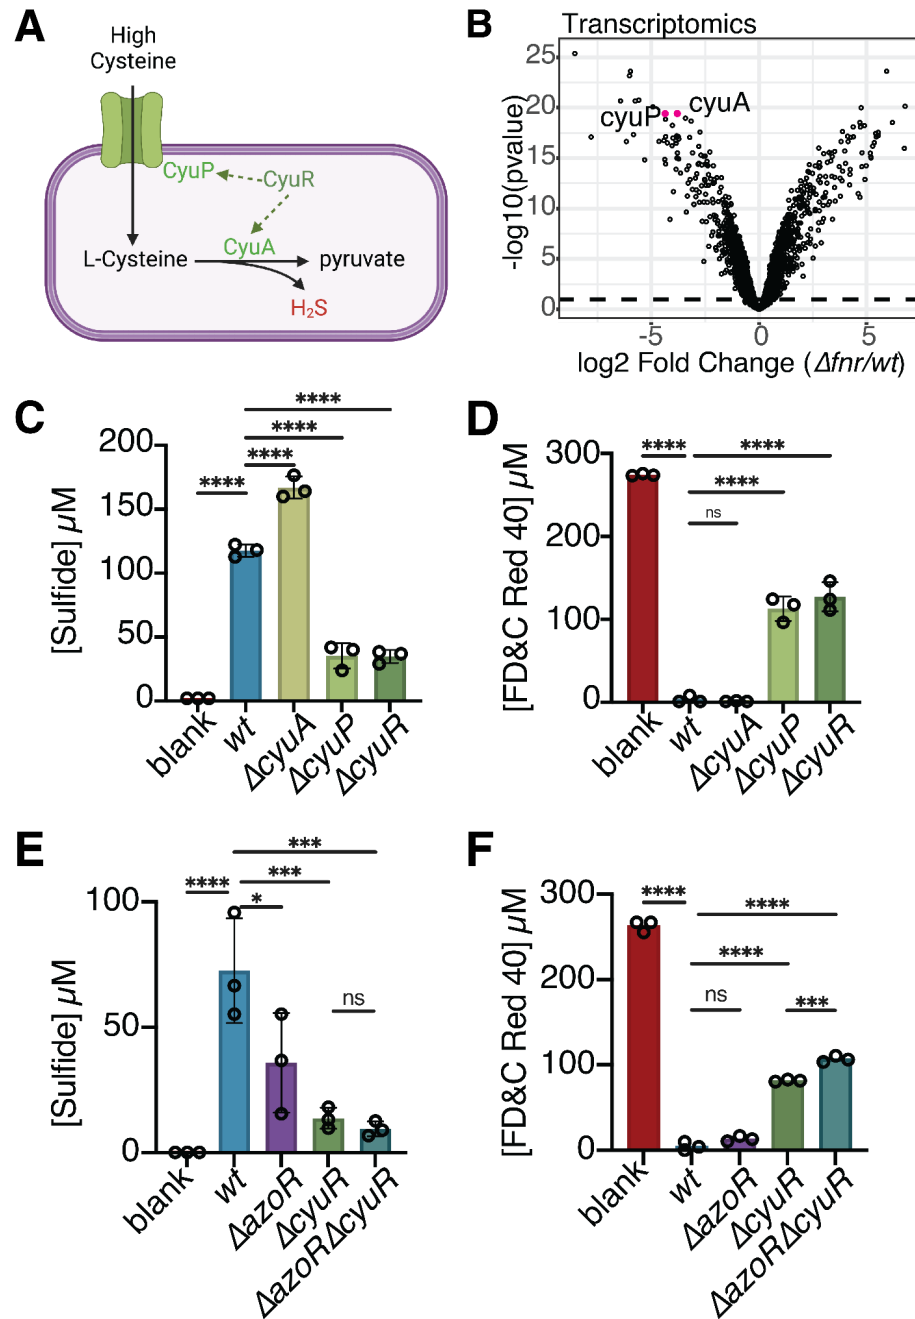 A
High
Cysteine
CyuP
CyuR
CyuA
L-Cysteine
pyruvate
H₂S
B
Transcriptomics
-log10(pvalue)
25
20
15
10
5
0
cyuP
cyuA
-5
0
5
log2 Fold Change (Δfnr/wt)
C
[Sulfide] µM
200
150
100
50
0
****
****
****
****
blank
wt
ΔcyuA
ΔcyuP
ΔcyuR
D
[FD&C Red 40] µM
300
200
100
0
**** ****
****
ns
blank
wt
ΔcyuA
ΔcyuP
ΔcyuR
E
[Sulfide] µM
100
50
0
***
***
****
*
ns
blank
wt
ΔazoR
ΔcyuR
ΔazoRΔcyuR
F
[FD&C Red 40] µM
300
200
100
0
****
****
****
ns
***
blank
wt
ΔazoR
ΔcyuR
ΔazoRΔcyuR